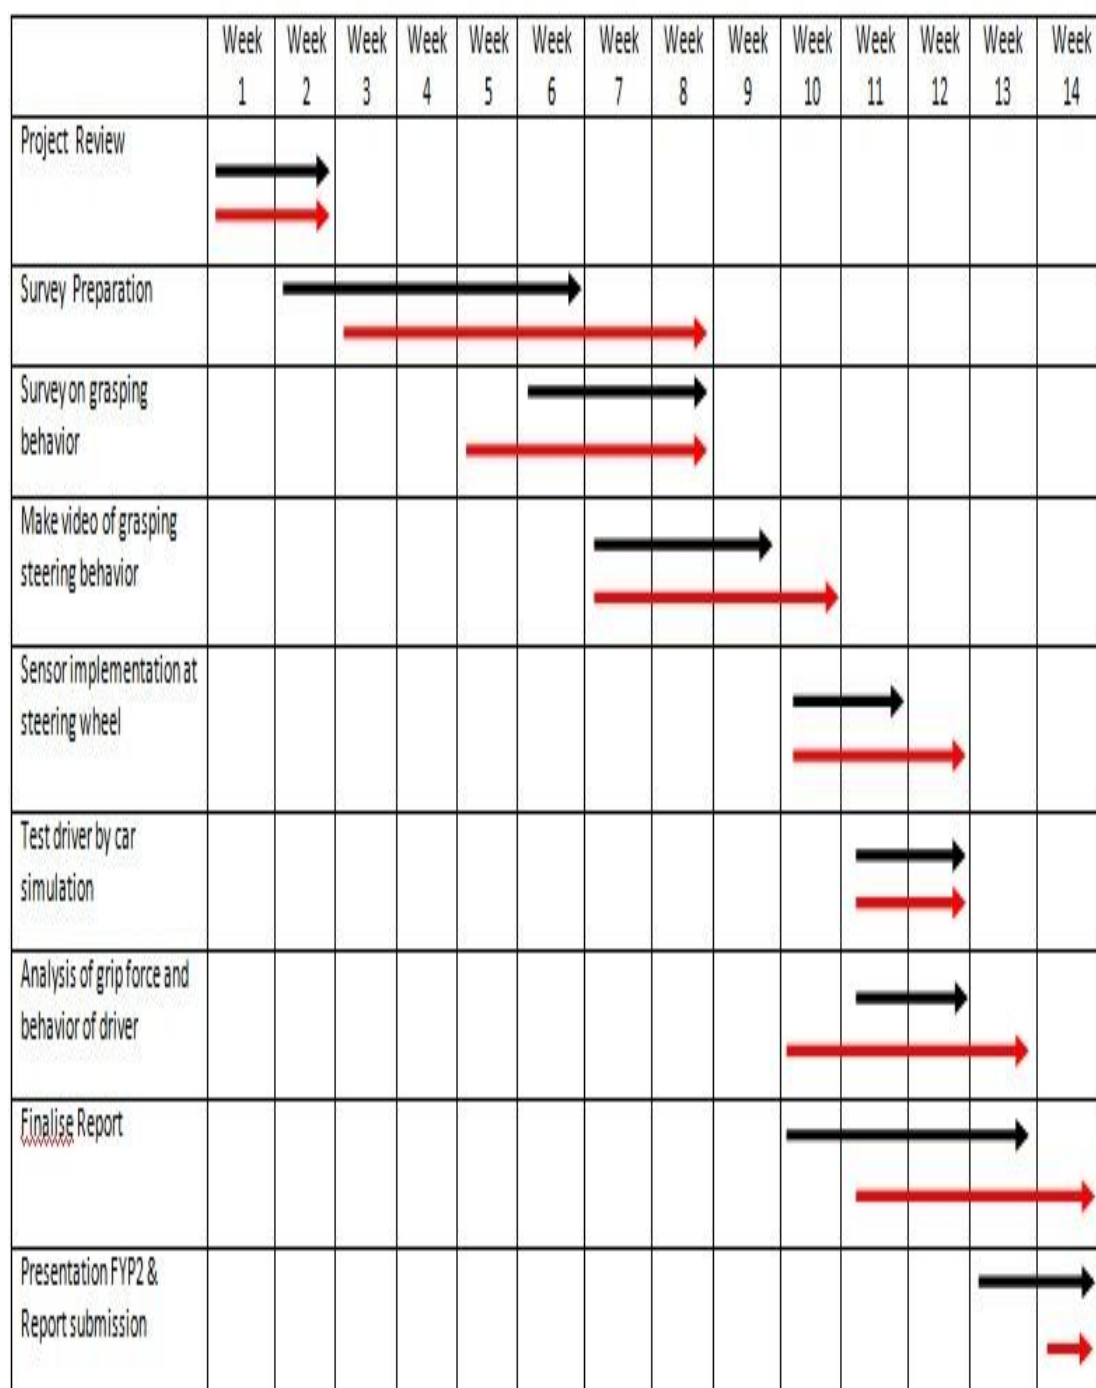 Week Week Week Week Week Week Week Week Week Week Week Week Week Week
1 2 3 4 5 6 7 8 9 10 11 12 13 14
Project Review
Survey Preparation
Survey on grasping
behavior
Make video of grasping
steering behavior
Sensor implementation at
steering wheel
Test driver by car
simulation
Analysis of grip force and
behavior of driver
Finalise Report
Presentation FYP2 &
Report submission